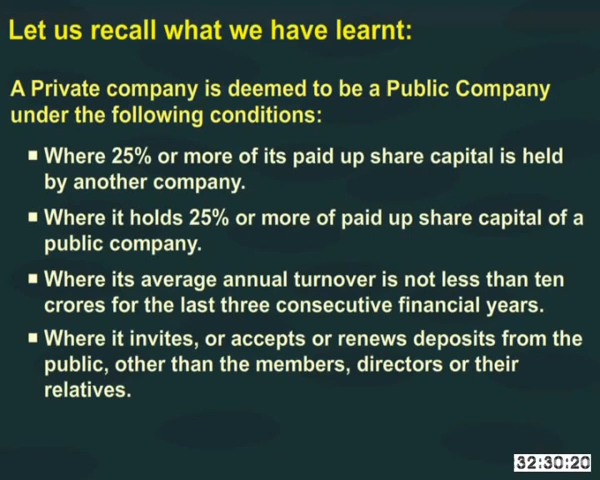 Let us recall what we have learnt:
A Private company is deemed to be a Public Company
under the following conditions:
▪ Where 25% or more of its paid up share capital is held
by another company.
▪ Where it holds 25% or more of paid up share capital of a
public company.
▪ Where its average annual turnover is not less than ten
crores for the last three consecutive financial years.
▪ Where it invites, or accepts or renews deposits from the
public, other than the members, directors or their
relatives.
32:30:20